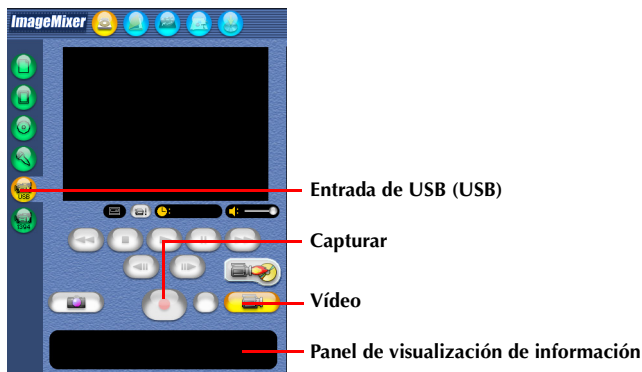 ImageMixer
USB
1394
Entrada de USB (USB)
Capturar
Vídeo
Panel de visualización de información